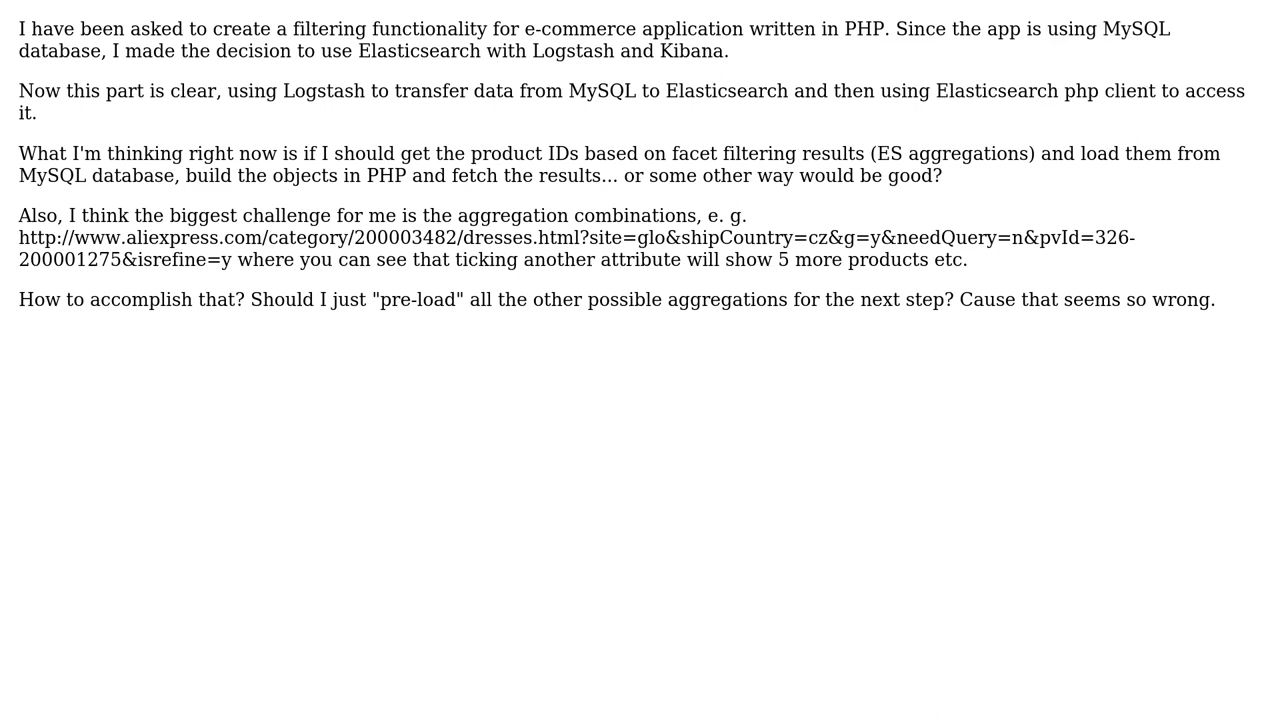 I have been asked to create a filtering functionality for e-commerce application written in PHP. Since the app is using MySQL
database, I made the decision to use Elasticsearch with Logstash and Kibana.
Now this part is clear, using Logstash to transfer data from MySQL to Elasticsearch and then using Elasticsearch php client to access
it.
What I'm thinking right now is if I should get the product IDs based on facet filtering results (ES aggregations) and load them from
MySQL database, build the objects in PHP and fetch the results... or some other way would be good?
Also, I think the biggest challenge for me is the aggregation combinations, e. g.
http://www.aliexpress.com/category/200003482/dresses.html?site=glo&shipCountry=cz&g=y&needQuery=n&pvId=326-
200001275&isrefine=y where you can see that ticking another attribute will show 5 more products etc.
How to accomplish that? Should I just "pre-load" all the other possible aggregations for the next step? Cause that seems so wrong.